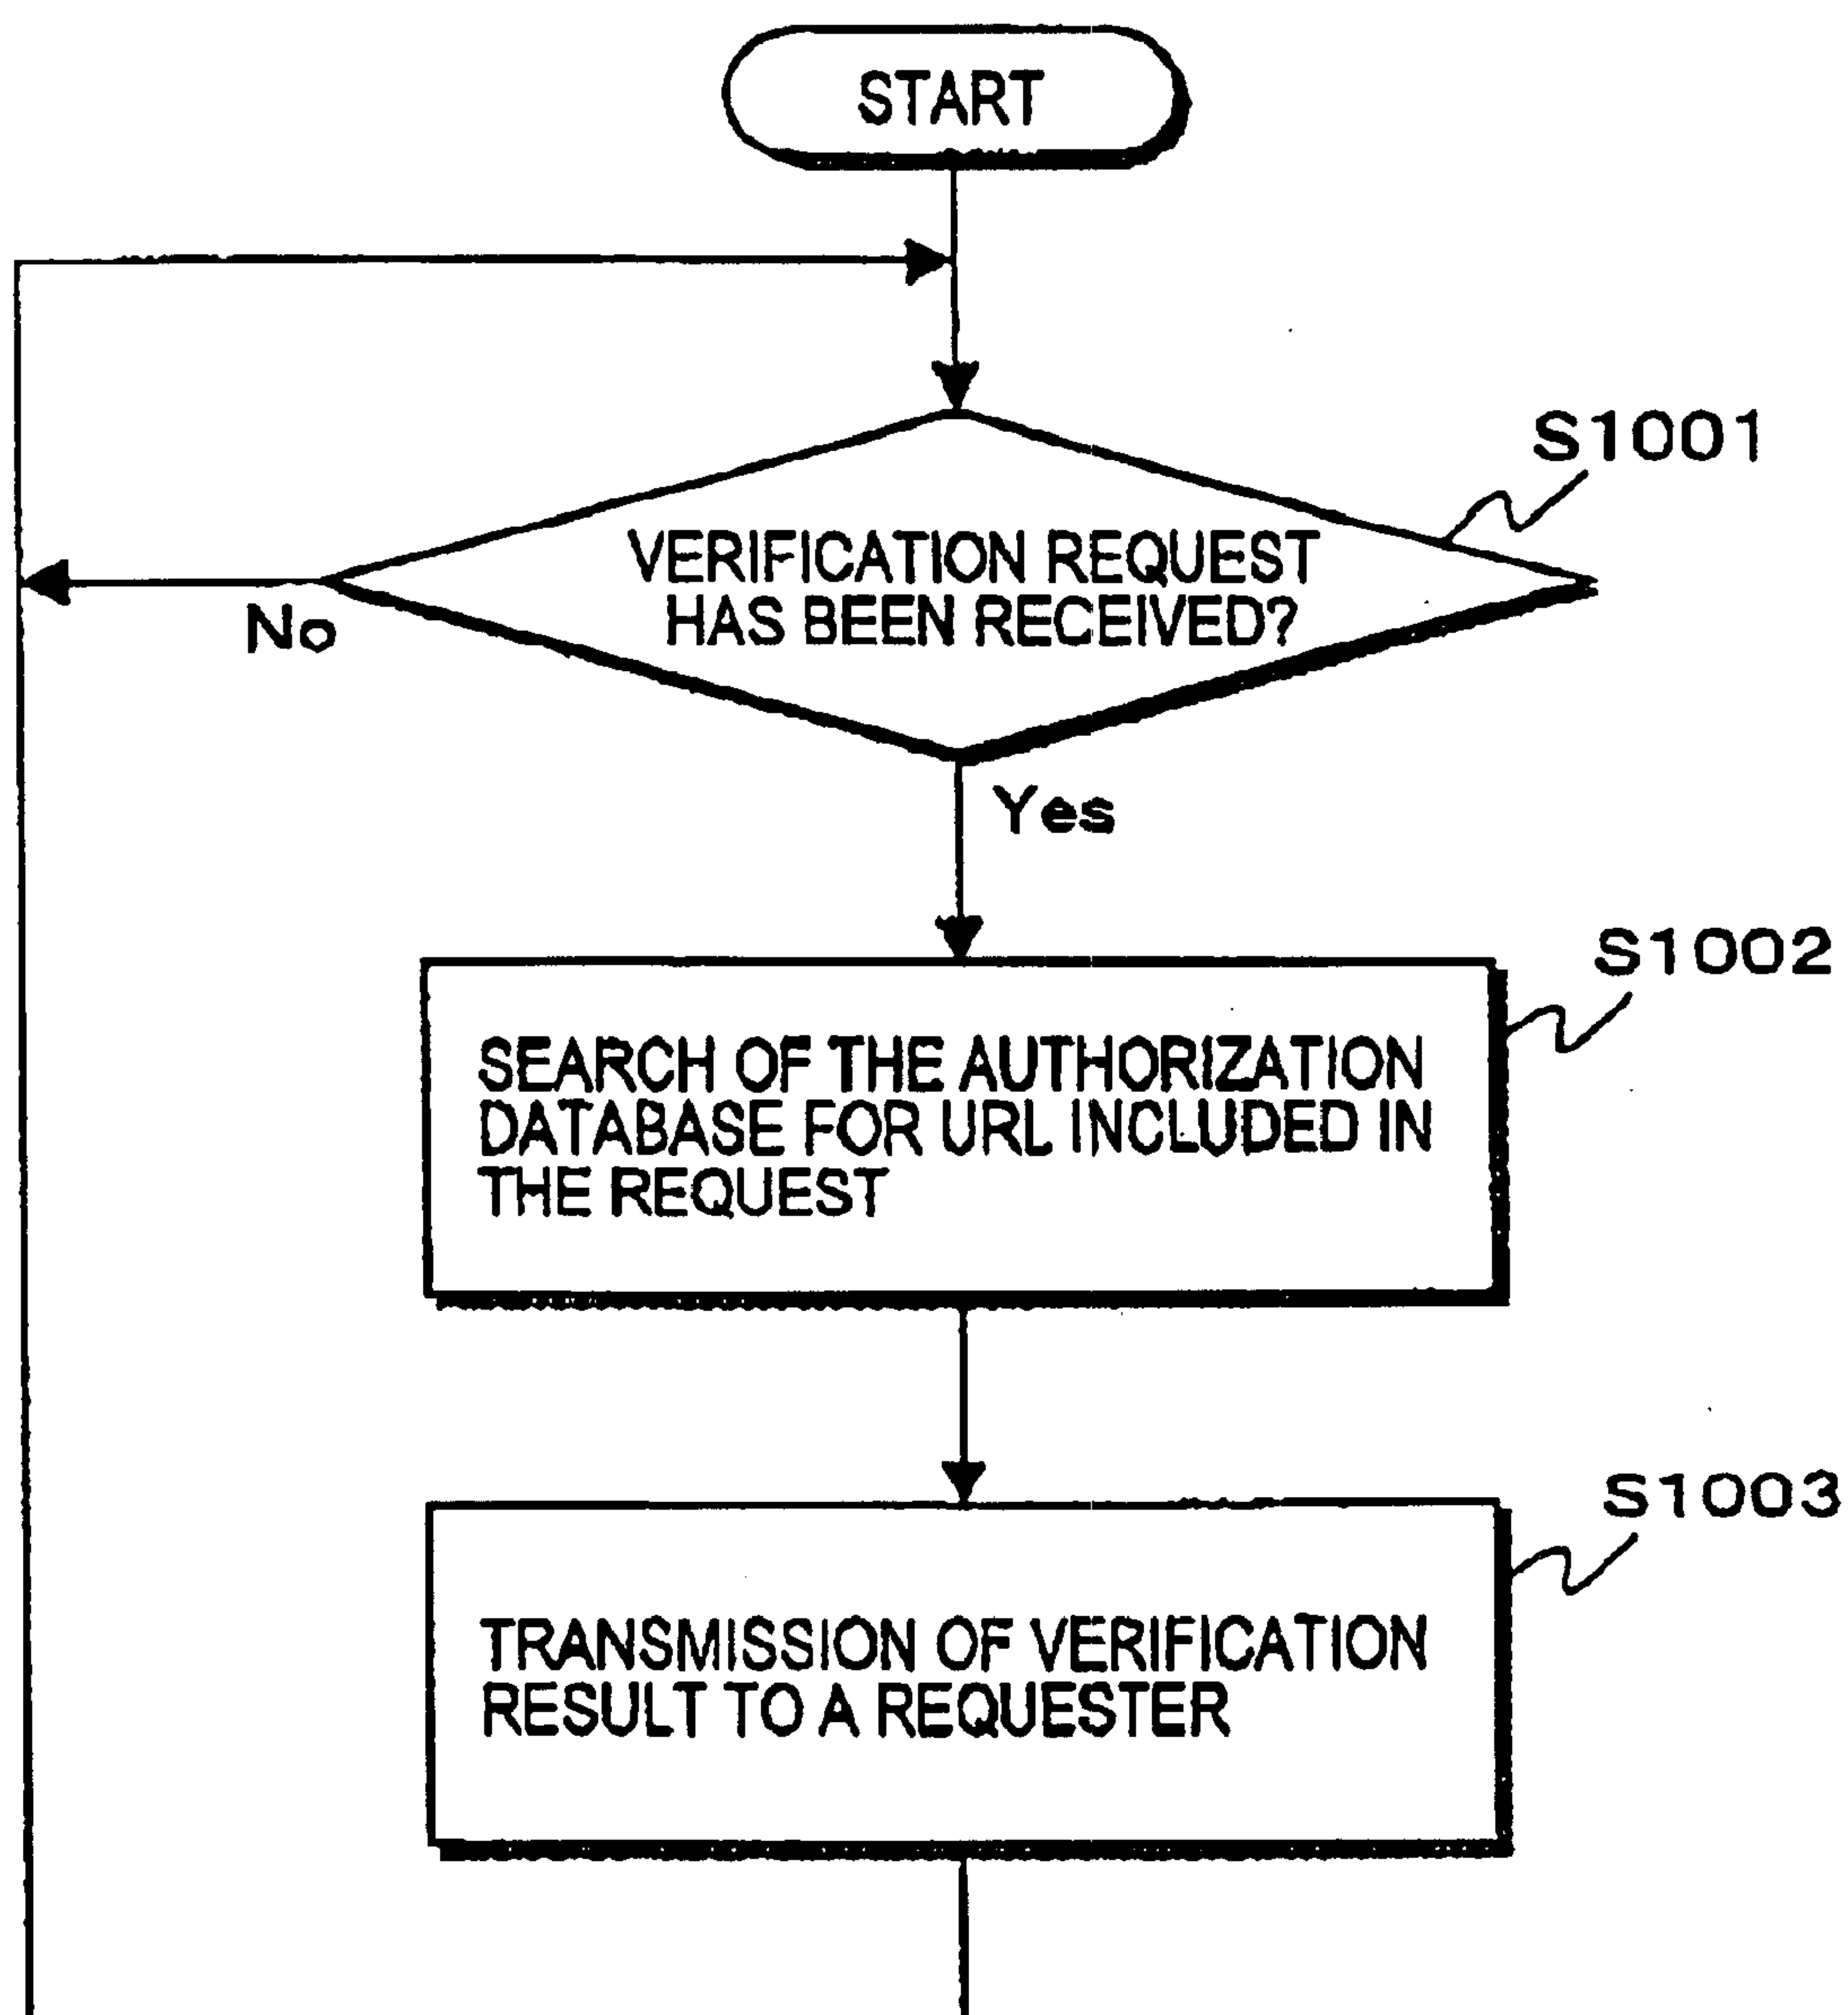 START
S1001
VERIFICATION REQUEST
HAS BEEN RECEIVED?
No
Yes
S1002
SEARCH OF THE AUTHORIZATION
DATABASE FOR URL INCLUDED IN
THE REQUEST
S1003
TRANSMISSION OF VERIFICATION
RESULT TO A REQUESTER